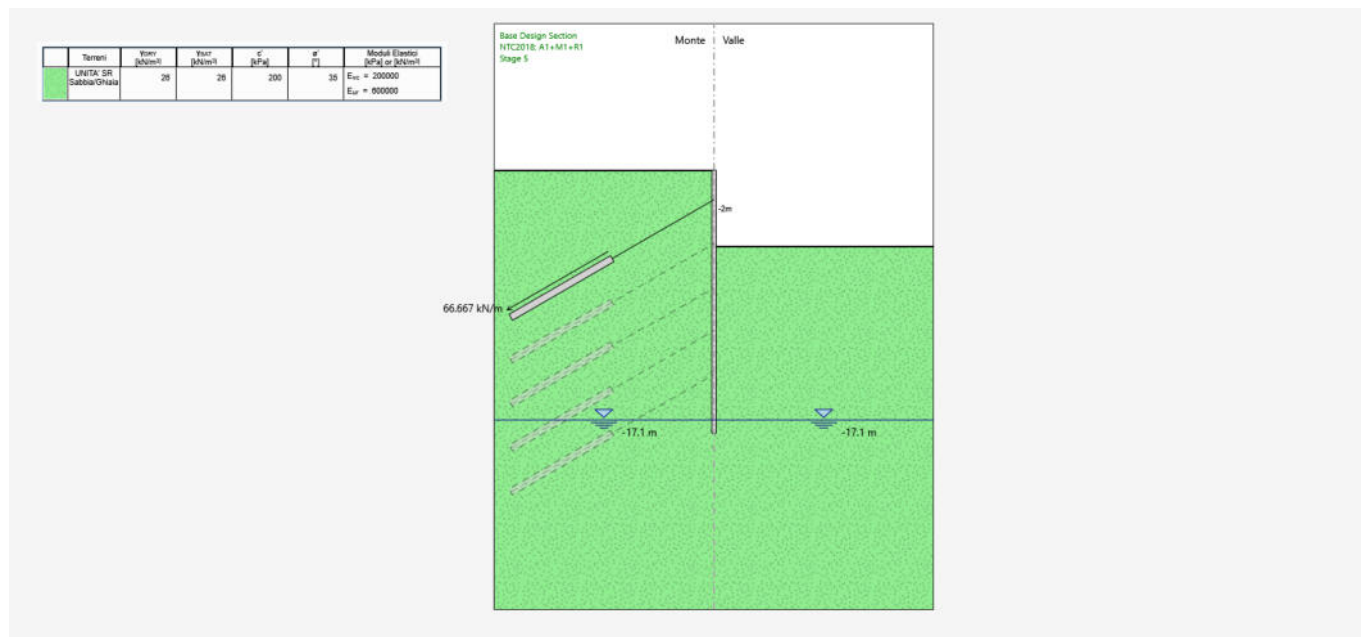 Terreni γDRY γSAT c' ø' Moduli Elastici
[kN/m³] [kN/m³] [kPa] [°] [kPa] or [kN/m³]
UNITA' SR
Sabbia/Ghiaia 26 26 200 35 Evc = 200000
Eur = 600000
Base Design Section
NTC2018: A1+M1+R1
Stage 5
Monte
Valle
-2m
66.667 kN/m
-17.1 m
-17.1 m